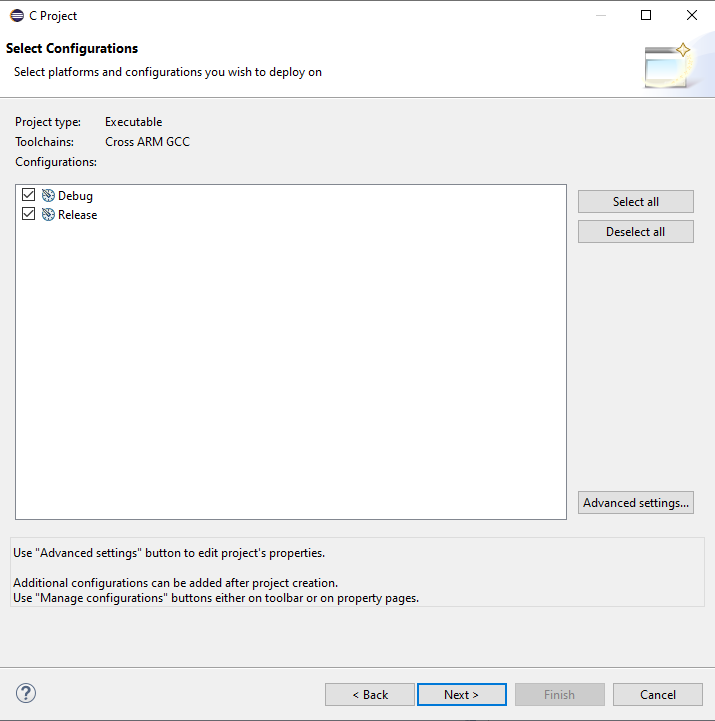 C Project
Select Configurations
Select platforms and configurations you wish to deploy on
Project type: Executable
Toolchains: Cross ARM GCC
Configurations:
Debug
Release
Select all
Deselect all
Advanced settings...
Use "Advanced settings" button to edit project's properties.
Additional configurations can be added after project creation.
Use "Manage configurations" buttons either on toolbar or on property pages.
? < Back Next > Finish Cancel